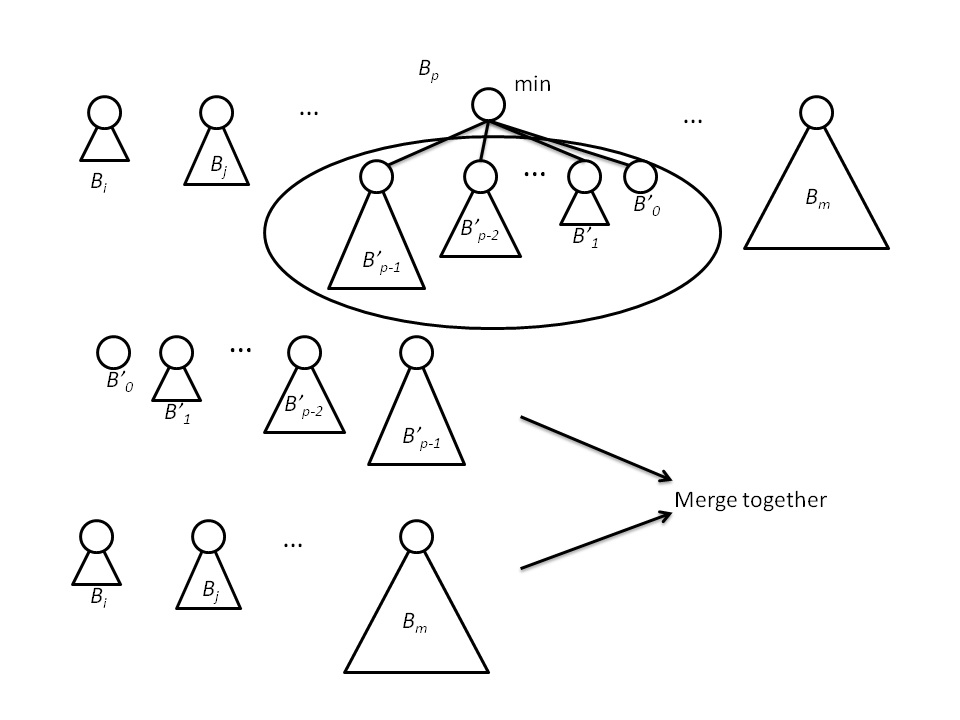 B_p
min
...
...
B_i
B_j
...
B'_{p-1}
B'_{p-2}
B'_1
B'_0
B_m
...
B'_0
B'_1
B'_{p-2}
B'_{p-1}
Merge together
...
B_i
B_j
B_m